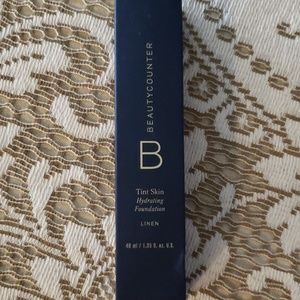 BEAUTYCOUNTER
B
Tint Skin
Hydrating
Foundation
LINEN
40 ml / 1.35 fl. oz. U.S.